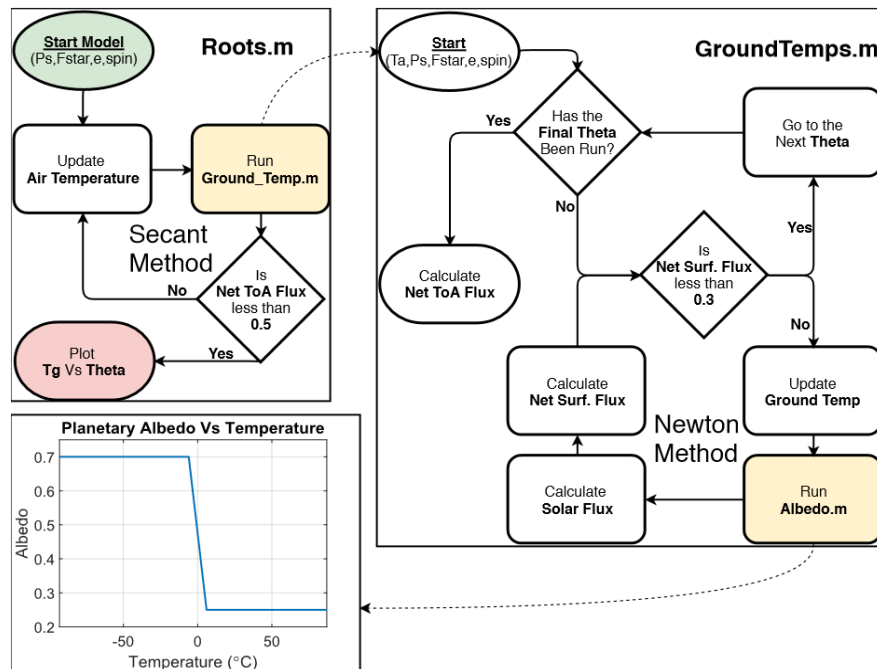 Start Model
(Ps,Fstar,e,spin)
Roots.m
Update
Air Temperature
Run
Ground_Temp.m
Secant
Method
Is
Net ToA Flux
less than
0.5
No
Yes
Plot
Tg Vs Theta
GroundTemps.m
Start
(Ta,Ps,Fstar,e,spin)
Has the
Final Theta
Been Run?
Yes
No
Go to the
Next Theta
Calculate
Net ToA Flux
Is
Net Surf. Flux
less than
0.3
Yes
No
Calculate
Net Surf. Flux
Update
Ground Temp
Newton
Method
Calculate
Solar Flux
Run
Albedo.m
Planetary Albedo Vs Temperature
Albedo
0.7
0.6
0.5
0.4
0.3
0.2
-50
0
50
Temperature (°C)